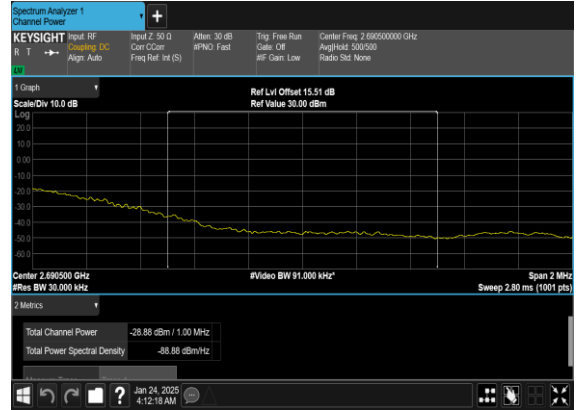 Spectrum Analyzer 1
Channel Power
+
KEYSIGHT
R T
LM
Input: RF
Coupling: DC
Align: Auto
Input Z: 50 Ω
Corr CCorr
Freq Ref: Int (S)
Atten: 30 dB
#PNO: Fast
Trig: Free Run
Gate: Off
#IF Gain: Low
Center Freq: 2.690500000 GHz
Avg|Hold: 500/500
Radio Std: None
1 Graph
Scale/Div 10.0 dB
Ref Lvl Offset 15.51 dB
Ref Value 30.00 dBm
Log
20.0
10.0
0.00
-10.0
-20.0
-30.0
-40.0
-50.0
-60.0
Center 2.690500 GHz
#Res BW 30.000 kHz
#Video BW 91.000 kHz*
Span 2 MHz
Sweep 2.80 ms (1001 pts)
2 Metrics
Total Channel Power -28.88 dBm / 1.00 MHz
Total Power Spectral Density -88.88 dBm/Hz
?
Jan 24, 2025
4:12:18 AM